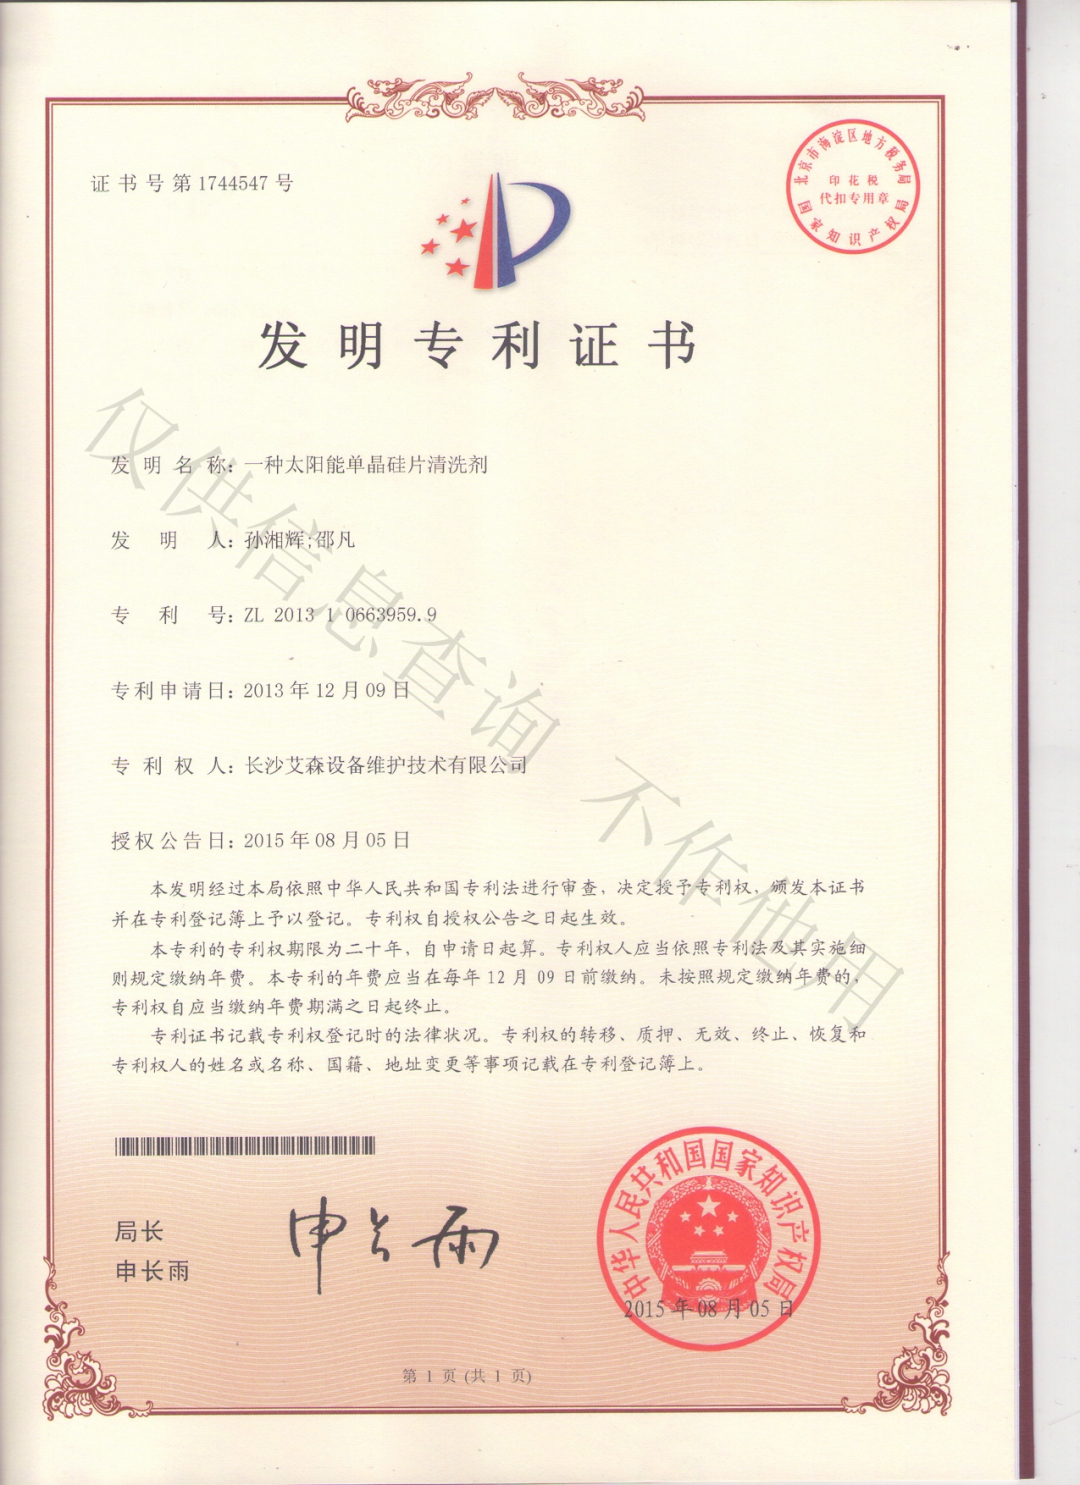 证书号第1744547号
北京市海淀区地方税务局
印花税
代扣专用章
国家知识产权局
发明专利证书
发明名称：一种太阳能单晶硅片清洗剂
发明人：孙湘辉;邵凡
专利号：ZL 2013 1 0663959.9
专利申请日：2013年12月09日
专利权人：长沙艾森设备维护技术有限公司
授权公告日：2015年08月05日
本发明经过本局依照中华人民共和国专利法进行审查，决定授予专利权，颁发本证书
并在专利登记簿上予以登记。专利权自授权公告之日起生效。
本专利的专利权期限为二十年，自申请日起算。专利权人应当依照专利法及其实施细
则规定缴纳年费。本专利的年费应当在每年12月09日前缴纳。未按照规定缴纳年费的，
专利权自应当缴纳年费期满之日起终止。
专利证书记载专利权登记时的法律状况。专利权的转移、质押、无效、终止、恢复和
专利权人的姓名或名称、国籍、地址变更等事项记载在专利登记簿上。
局长
申长雨
申长雨
中华人民共和国国家知识产权局
2015年08月05日
第1页(共1页)
仅供信息查询 不作他用